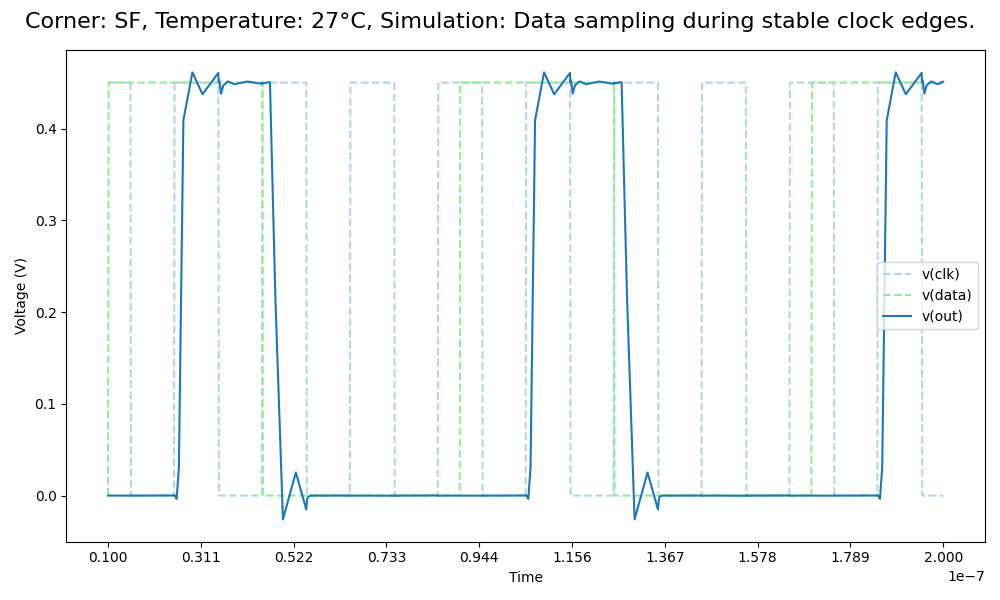 Corner: SF, Temperature: 27°C, Simulation: Data sampling during stable clock edges.
Voltage (V)
0.4
0.3
0.2
0.1
0.0
v(clk)
v(data)
v(out)
0.100 0.311 0.522 0.733 0.944 1.156 1.367 1.578 1.789 2.000
Time
1e−7